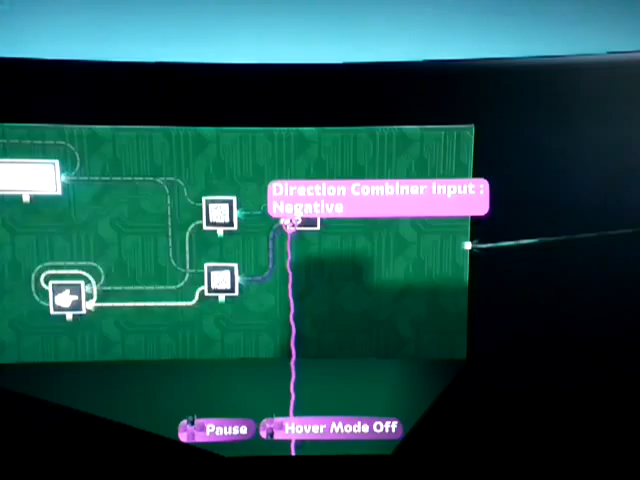 Direction Combiner Input :
Negative
Pause
Hover Mode Off